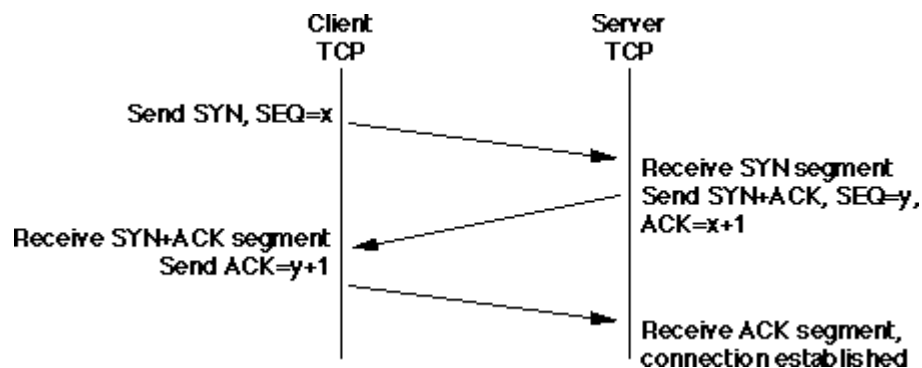 Client
TCP
Server
TCP
Send SYN, SEQ=x
Receive SYN segment
Send SYN+ACK, SEQ=y,
ACK=x+1
Receive SYN+ACK segment
Send ACK=y+1
Receive ACK segment,
connection established